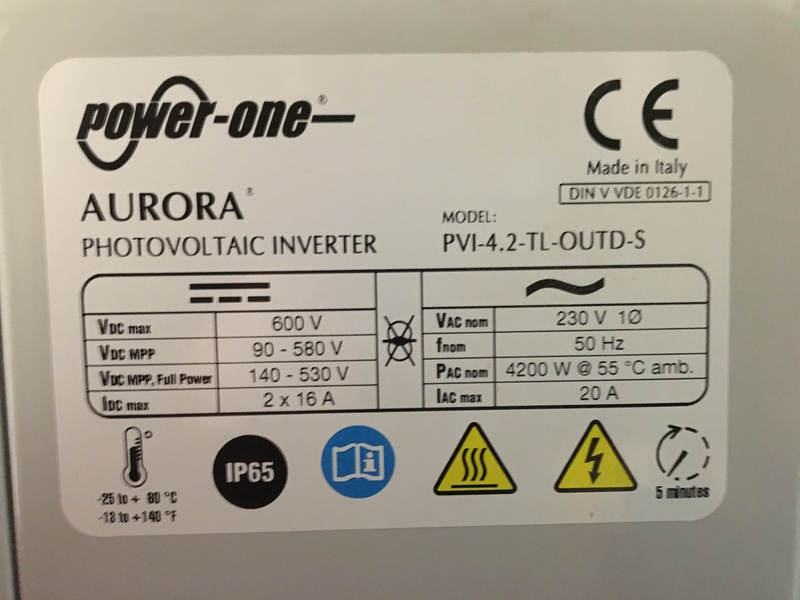 power-one®
CE
Made in Italy
DIN V VDE 0126-1-1
AURORA®
PHOTOVOLTAIC INVERTER
MODEL:
PVI-4.2-TL-OUTD-S
VDC max 600 V
VDC MPP 90 - 580 V
VDC MPP, Full Power 140 - 530 V
IDC max 2 x 16 A
VAC nom 230 V 1Ø
fnom 50 Hz
PAC nom 4200 W @ 55 °C amb.
IAC max 20 A
-25 to + 60 °C
-13 to +140 °F
IP65
5 minutes